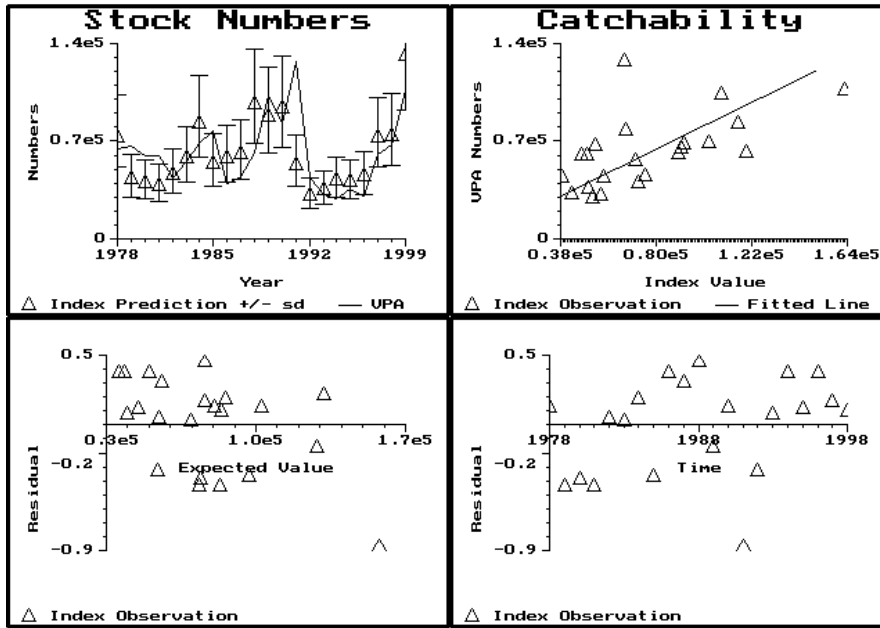 Stock Numbers
1.4e5
0.7e5
0
Numbers
1978 1985 1992 1999
Year
△ Index Prediction +/- sd — VPA
Catchability
1.4e5
0.7e5
0
VPA Numbers
0.38e5 0.80e5 1.22e5 1.64e5
Index Value
△ Index Observation — Fitted Line
0.5
-0.2
-0.9
Residual
0.3e5 1.0e5 1.7e5
Expected Value
△ Index Observation
0.5
-0.2
-0.9
Residual
1978 1988 1998
Time
△ Index Observation